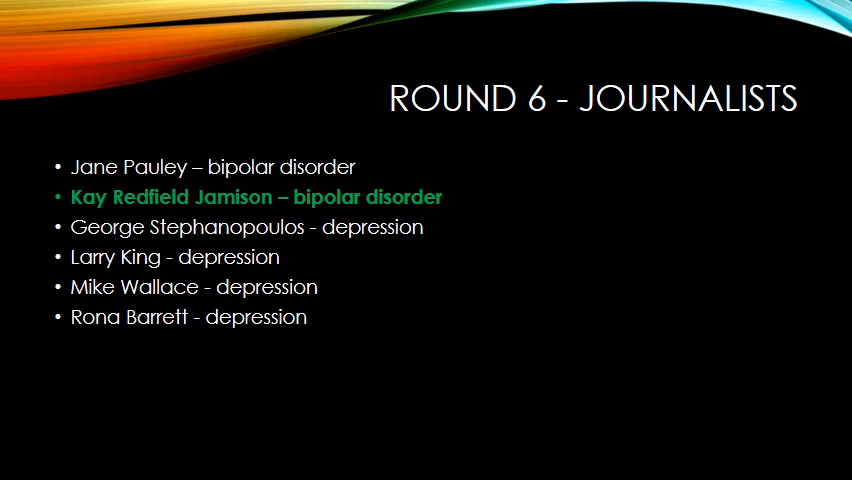 ROUND 6 - JOURNALISTS
• Jane Pauley – bipolar disorder
• Kay Redfield Jamison – bipolar disorder
• George Stephanopoulos - depression
• Larry King - depression
• Mike Wallace - depression
• Rona Barrett - depression